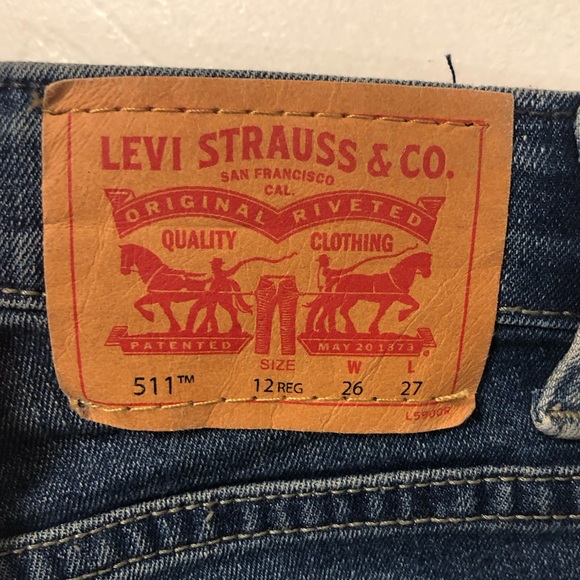 LEVI STRAUSS & CO.
SAN FRANCISCO
CAL.
ORIGINAL RIVETED
QUALITY CLOTHING
PATENTED MAY 20 1873
SIZE W L
511™ 12 REG 26 27